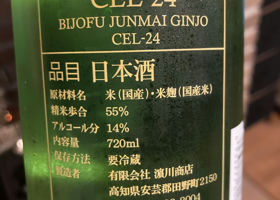 CEL-24
BIJOFU JUNMAI GINJO
CEL-24
品目 日本酒
原材料名 米(国産)・米麹(国産米)
精米歩合 55%
アルコール分 14%
内容量 720ml
保存方法 要冷蔵
製造者 有限会社 濵川商店
高知県安芸郡田野町2150